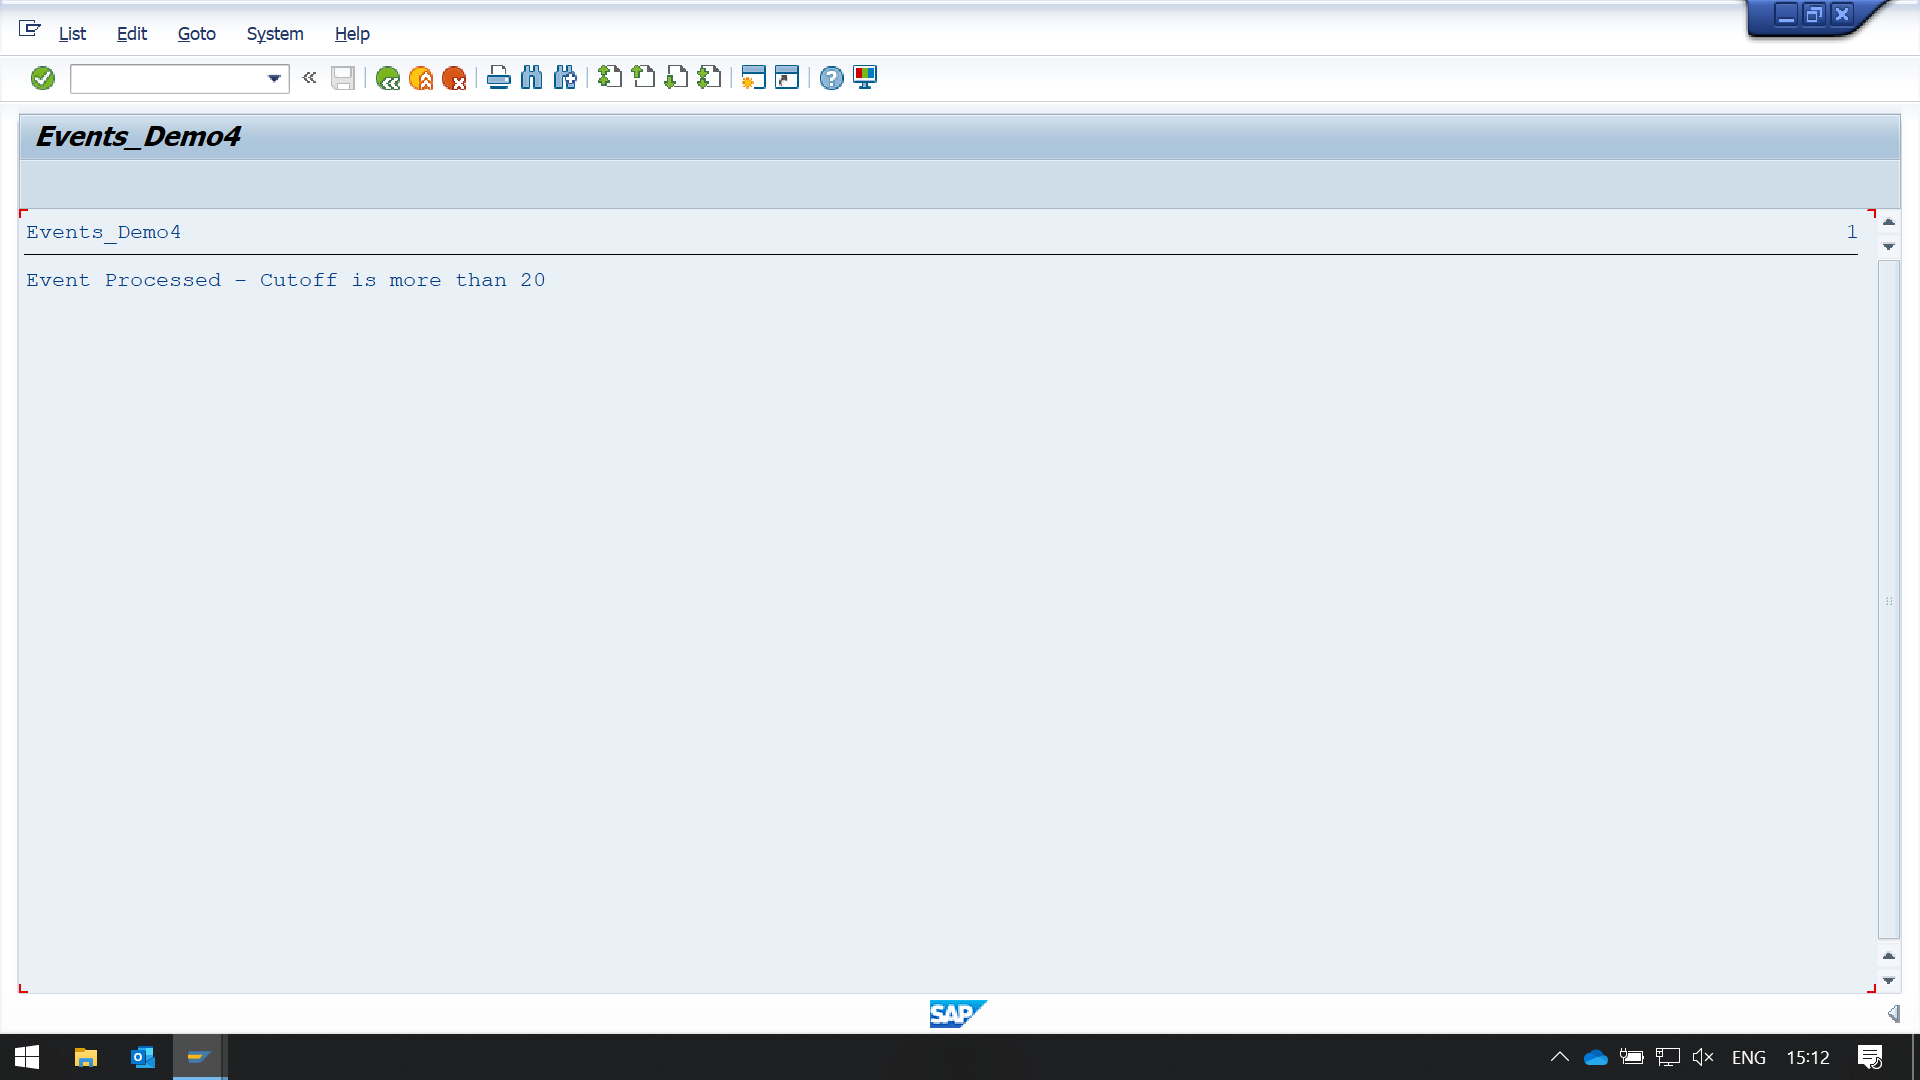 List Edit Goto System Help
Events_Demo4
Events_Demo4 1
Event Processed - Cutoff is more than 20
SAP
ENG 15:12